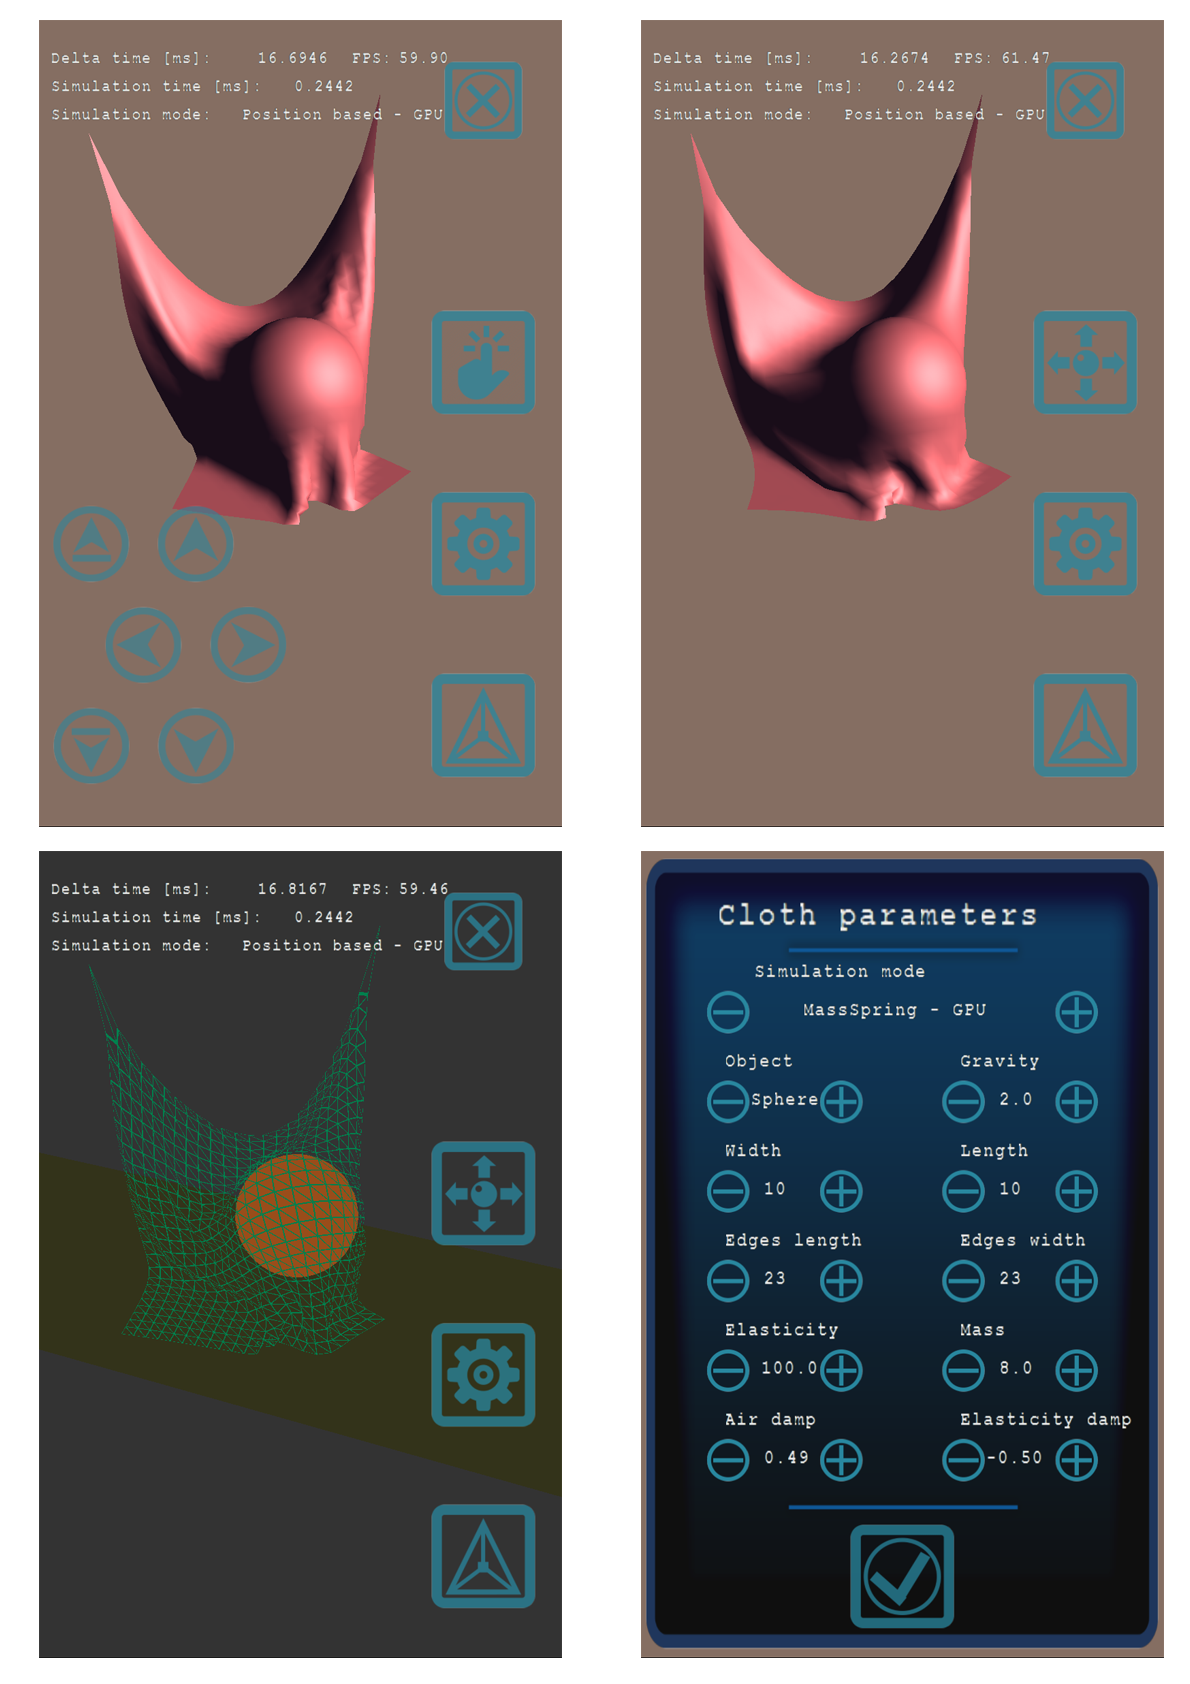 Delta time [ms]: 16.6946 FPS: 59.90
Simulation time [ms]: 0.2442
Simulation mode: Position based - GPU
Delta time [ms]: 16.2674 FPS: 61.47
Simulation time [ms]: 0.2442
Simulation mode: Position based - GPU
Delta time [ms]: 16.8167 FPS: 59.46
Simulation time [ms]: 0.2442
Simulation mode: Position based - GPU
Cloth parameters
Simulation mode
MassSpring - GPU
Object Gravity
Sphere 2.0
Width Length
10 10
Edges length Edges width
23 23
Elasticity Mass
100.0 8.0
Air damp Elasticity damp
0.49 -0.50